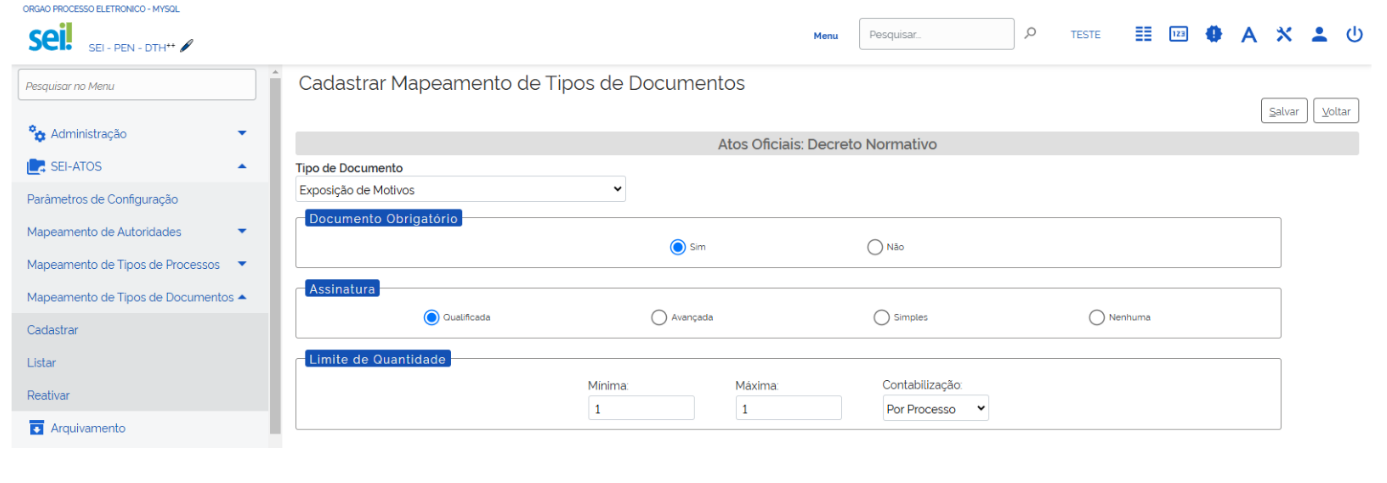 ORGAO PROCESSO ELETRONICO - MYSQL
sei!
SEI - PEN - DTH++
Menu
Pesquisar...
TESTE
123
A
Pesquisar no Menu
Administração
SEI-ATOS
Parâmetros de Configuração
Mapeamento de Autoridades
Mapeamento de Tipos de Processos
Mapeamento de Tipos de Documentos
Cadastrar
Listar
Reativar
Arquivamento
Cadastrar Mapeamento de Tipos de Documentos
Salvar Voltar
Atos Oficiais: Decreto Normativo
Tipo de Documento
Exposição de Motivos
Documento Obrigatório
Sim Não
Assinatura
Qualificada Avançada Simples Nenhuma
Limite de Quantidade
Mínima: Máxima: Contabilização:
1 1 Por Processo